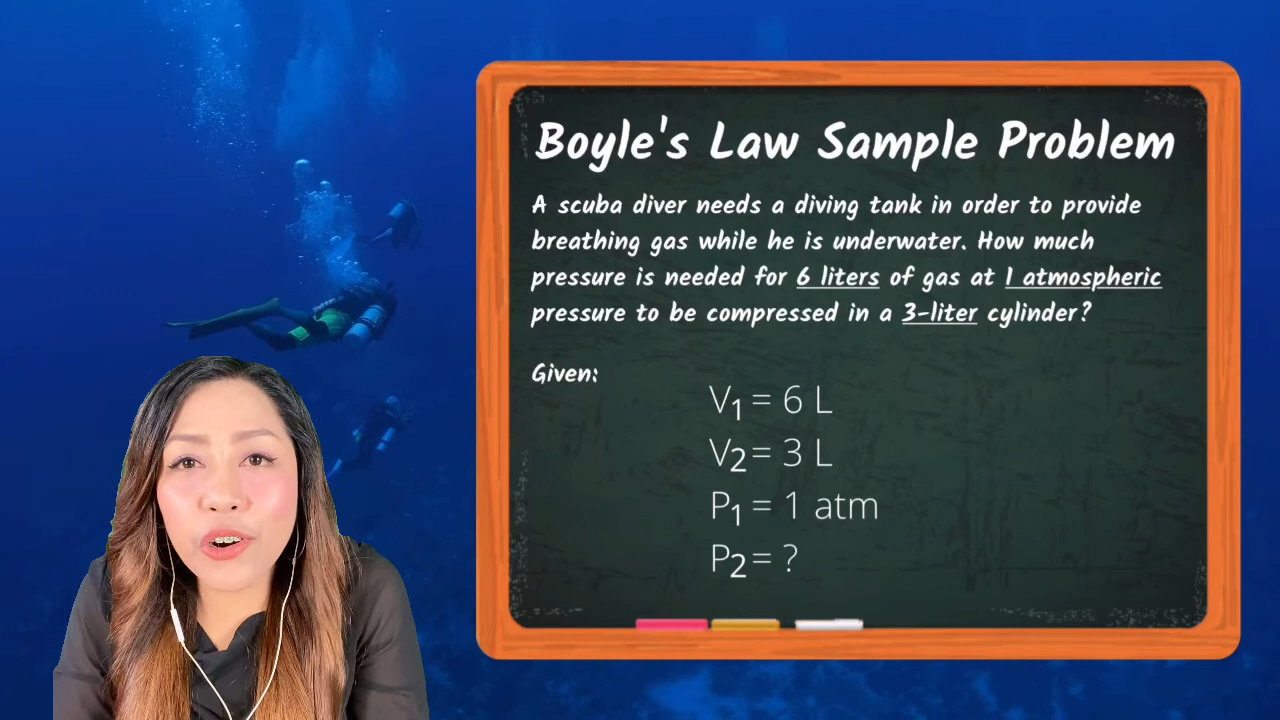 Boyle's Law Sample Problem
A scuba diver needs a diving tank in order to provide
breathing gas while he is underwater. How much
pressure is needed for 6 liters of gas at 1 atmospheric
pressure to be compressed in a 3-liter cylinder?
Given:
V₁ = 6 L
V₂ = 3 L
P₁ = 1 atm
P₂ = ?